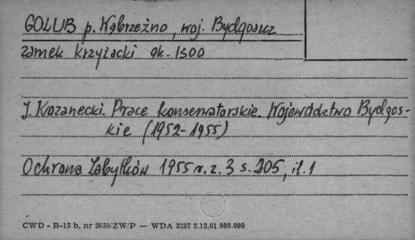 GOLUB p. Wąbrzeźno, woj. Bydgoszcz
zamek krzyżacki ok. 1300
J. Kazanecki. Prace konserwatorskie. Województwo Bydgos-
kie (1952-1955)
Ochrona Zabytków 1955 r. z. 3 s. 205, il. 1
CWD - B-15 b, nr 2659/ZW/P — WDA 3287 2.12.61 989.000